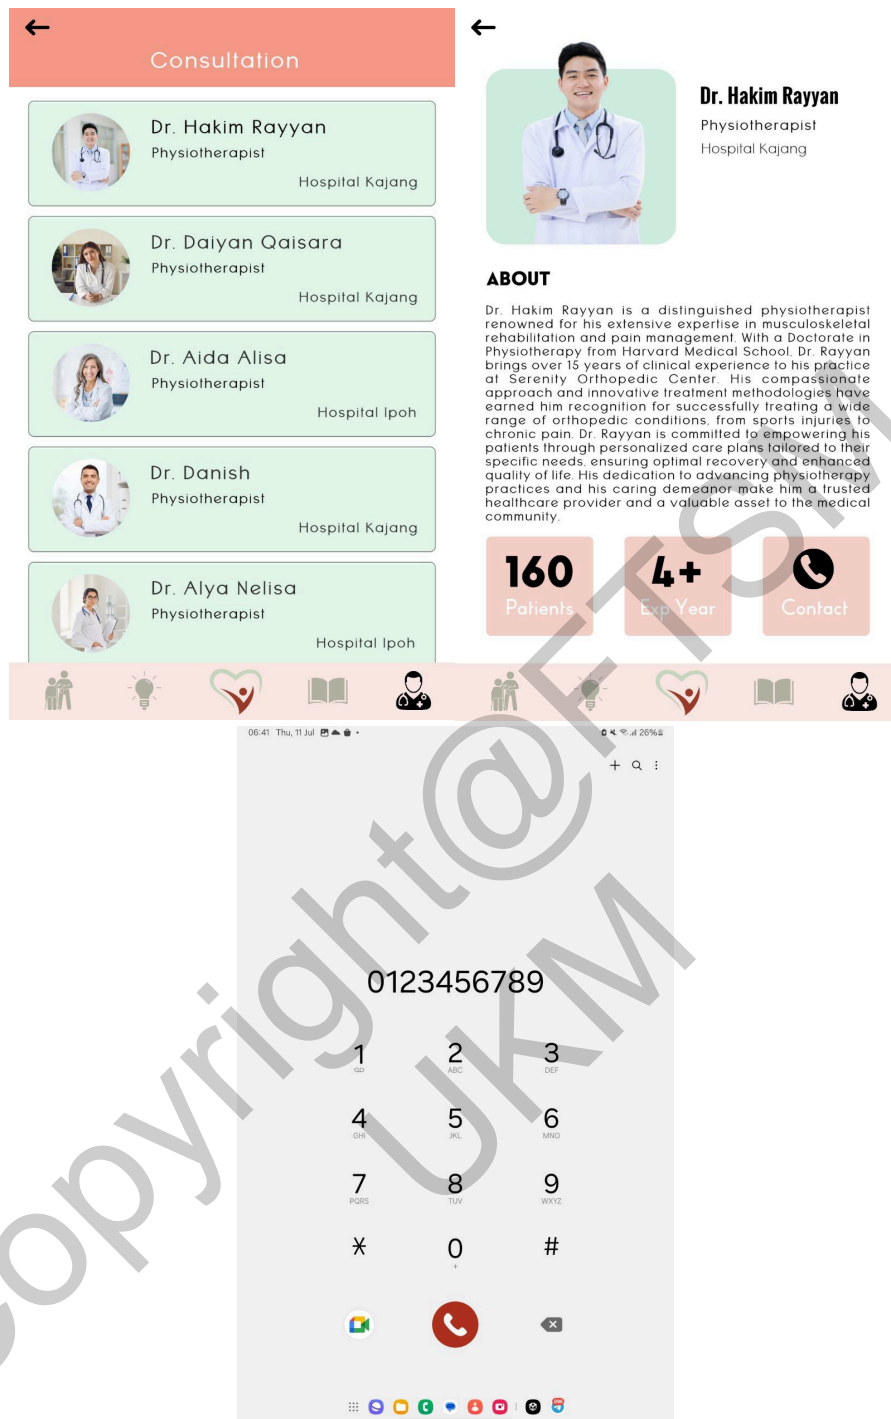 Consultation
Dr. Hakim Rayyan
Physiotherapist
Hospital Kajang
Dr. Daiyan Qaisara
Physiotherapist
Hospital Kajang
Dr. Aida Alisa
Physiotherapist
Hospital Ipoh
Dr. Danish
Physiotherapist
Hospital Kajang
Dr. Alya Nelisa
Physiotherapist
Hospital Ipoh
Dr. Hakim Rayyan
Physiotherapist
Hospital Kajang
ABOUT
Dr. Hakim Rayyan is a distinguished physiotherapist
renowned for his extensive expertise in musculoskeletal
rehabilitation and pain management. With a Doctorate in
Physiotherapy from Harvard Medical School, Dr. Rayyan
brings over 15 years of clinical experience to his practice
at Serenity Orthopedic Center. His compassionate
approach and innovative treatment methodologies have
earned him recognition for successfully treating a wide
range of orthopedic conditions, from sports injuries to
chronic pain. Dr. Rayyan is committed to empowering his
patients through personalized care plans tailored to their
specific needs, ensuring optimal recovery and enhanced
quality of life. His dedication to advancing physiotherapy
practices and his caring demeanor make him a trusted
healthcare provider and a valuable asset to the medical
community.
160
Patients
4+
Exp Year
Contact
06:41 Thu, 11 Jul
26%
0123456789
1
2
ABC
3
DEF
4
GHI
5
JKL
6
MNO
7
PQRS
8
TUV
9
WXYZ
*
0
+
#
Copyright@FTSM
UKM